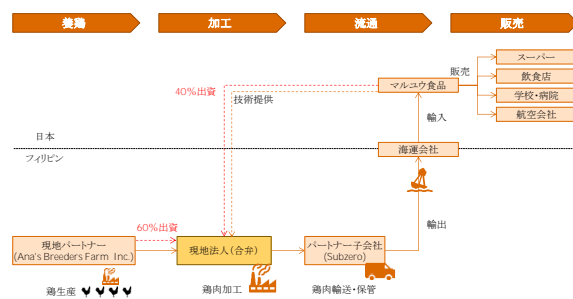 養鶏
加工
流通
販売
スーパー
飲食店
学校・病院
航空会社
販売
マルユウ食品
40%出資
技術提供
輸入
日本
フィリピン
海運会社
輸出
60%出資
現地パートナー
(Ana's Breeders Farm Inc.)
現地法人(合弁)
パートナー子会社
(Subzero)
鶏生産
鶏肉加工
鶏肉輸送・保管